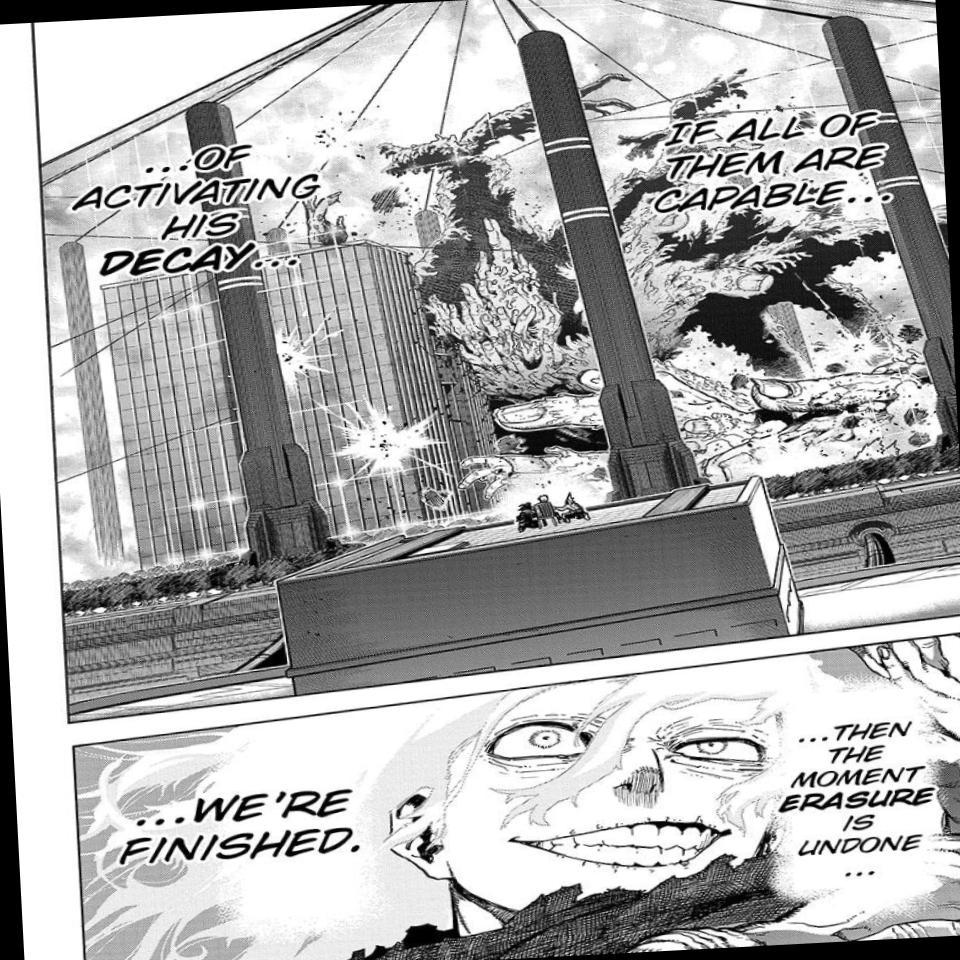 IF ALL OF
THEM ARE
CAPABLE...
...OF
ACTIVATING
HIS
DECAY...
...THEN
THE
MOMENT
ERASURE
IS
UNDONE
...
...WE'RE
FINISHED.